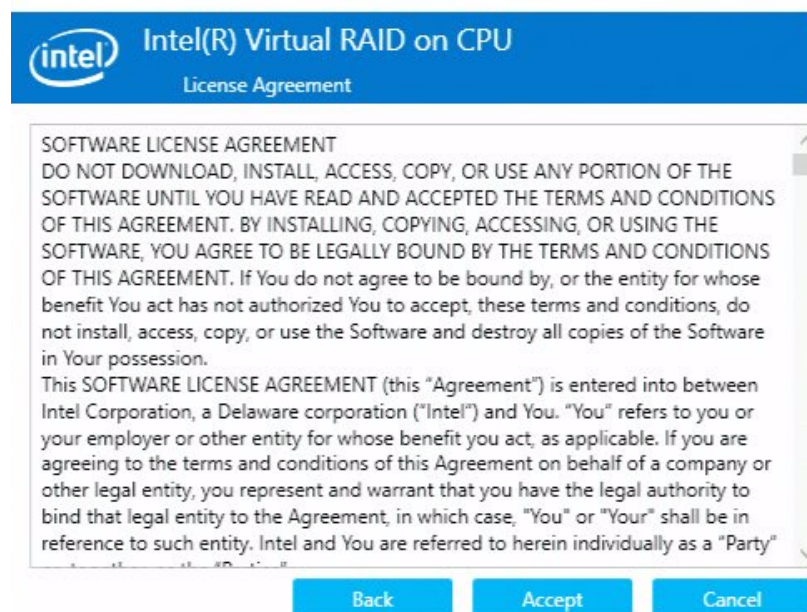 intel
Intel(R) Virtual RAID on CPU
License Agreement
SOFTWARE LICENSE AGREEMENT
DO NOT DOWNLOAD, INSTALL, ACCESS, COPY, OR USE ANY PORTION OF THE
SOFTWARE UNTIL YOU HAVE READ AND ACCEPTED THE TERMS AND CONDITIONS
OF THIS AGREEMENT. BY INSTALLING, COPYING, ACCESSING, OR USING THE
SOFTWARE, YOU AGREE TO BE LEGALLY BOUND BY THE TERMS AND CONDITIONS
OF THIS AGREEMENT. If You do not agree to be bound by, or the entity for whose
benefit You act has not authorized You to accept, these terms and conditions, do
not install, access, copy, or use the Software and destroy all copies of the Software
in Your possession.
This SOFTWARE LICENSE AGREEMENT (this “Agreement”) is entered into between
Intel Corporation, a Delaware corporation (“Intel”) and You. “You” refers to you or
your employer or other entity for whose benefit you act, as applicable. If you are
agreeing to the terms and conditions of this Agreement on behalf of a company or
other legal entity, you represent and warrant that you have the legal authority to
bind that legal entity to the Agreement, in which case, "You" or "Your" shall be in
reference to such entity. Intel and You are referred to herein individually as a “Party”
Back
Accept
Cancel